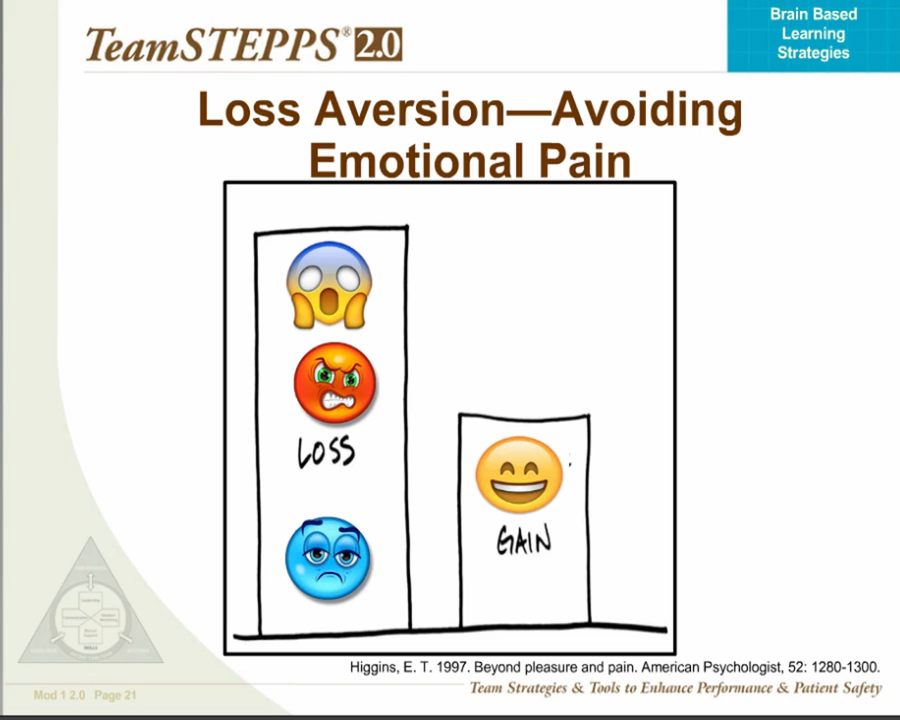 TeamSTEPPS® 2.0
Brain Based
Learning
Strategies
Loss Aversion—Avoiding
Emotional Pain
LOSS
GAIN
Higgins, E. T. 1997. Beyond pleasure and pain. American Psychologist, 52: 1280-1300.
Mod 1 2.0 Page 21
Team Strategies & Tools to Enhance Performance & Patient Safety